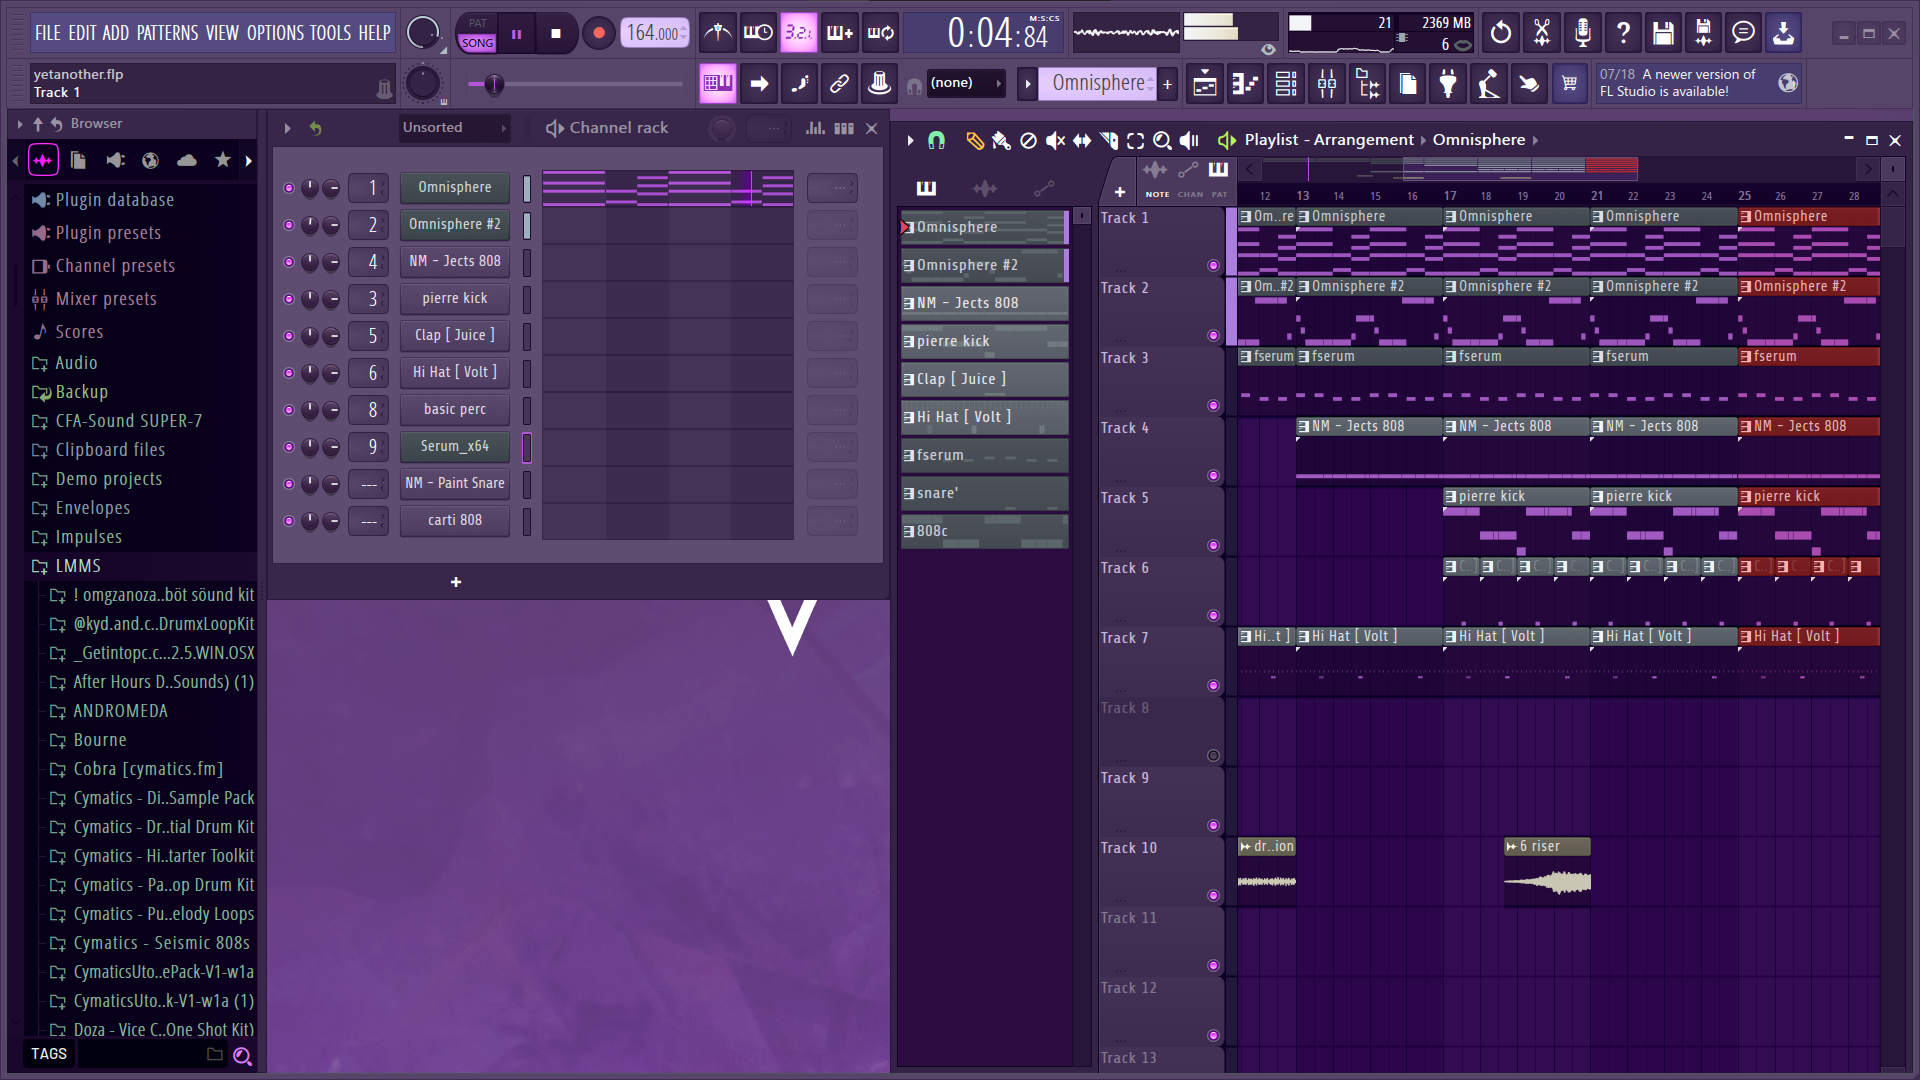 FILE EDIT ADD PATTERNS VIEW OPTIONS TOOLS HELP
yetanother.flp
Track 1
PAT
SONG
164.000
3.2.
0:04:84
M:S:CS
21
2369 MB
6
(none)
Omnisphere
07/18 A newer version of
FL Studio is available!
Browser
Plugin database
Plugin presets
Channel presets
Mixer presets
Scores
Audio
Backup
CFA-Sound SUPER-7
Clipboard files
Demo projects
Envelopes
Impulses
LMMS
! omgzanoza..böt söund kit
@kyd.and.c..DrumxLoopKit
_Getintopc.c...2.5.WIN.OSX
After Hours D..Sounds) (1)
ANDROMEDA
Bourne
Cobra [cymatics.fm]
Cymatics - Di..Sample Pack
Cymatics - Dr..tial Drum Kit
Cymatics - Hi..tarter Toolkit
Cymatics - Pa..op Drum Kit
Cymatics - Pu..elody Loops
Cymatics - Seismic 808s
CymaticsUto..ePack-V1-w1a
CymaticsUto..k-V1-w1a (1)
Doza - Vice C..One Shot Kit)
TAGS
Unsorted
Channel rack
1 Omnisphere
2 Omnisphere #2
4 NM - Jects 808
3 pierre kick
5 Clap [ Juice ]
6 Hi Hat [ Volt ]
8 basic perc
9 Serum_x64
--- NM - Paint Snare
--- carti 808
+
Playlist - Arrangement › Omnisphere ›
NOTE CHAN PAT
Omnisphere
Omnisphere #2
NM - Jects 808
pierre kick
Clap [ Juice ]
Hi Hat [ Volt ]
fserum
snare'
808c
12 13 14 15 16 17 18 19 20 21 22 23 24 25 26 27 28
Track 1
Om..re Omnisphere Omnisphere Omnisphere Omnisphere
Track 2
Om..#2 Omnisphere #2 Omnisphere #2 Omnisphere #2 Omnisphere #2
Track 3
fserum fserum fserum fserum fserum
Track 4
NM - Jects 808 NM - Jects 808 NM - Jects 808 NM - Jects 808
Track 5
pierre kick pierre kick pierre kick
Track 6
C..] C..] C..] C..] C..] C..] C..] C..] C..] C..] C..]
Track 7
Hi..t ] Hi Hat [ Volt ] Hi Hat [ Volt ] Hi Hat [ Volt ] Hi Hat [ Volt ]
Track 8
Track 9
Track 10
dr..ion 6 riser
Track 11
Track 12
Track 13